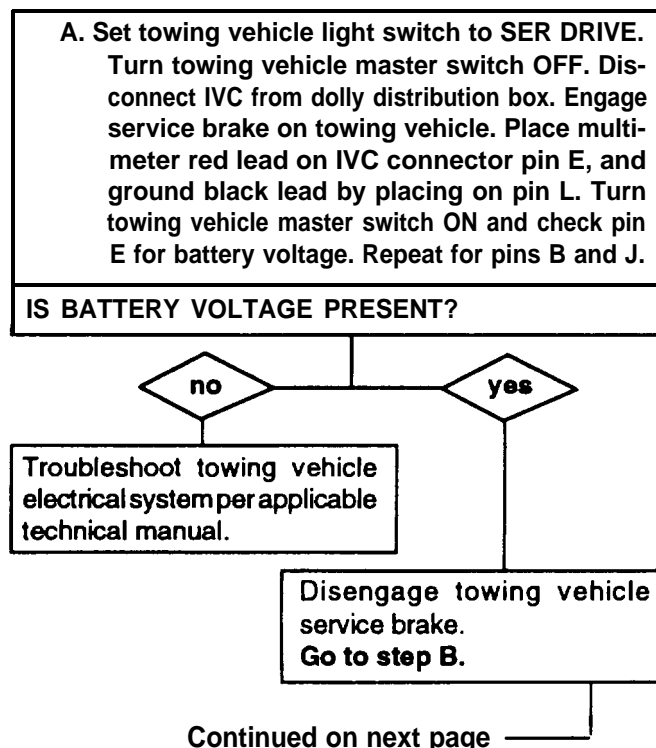 A. Set towing vehicle light switch to SER DRIVE.
Turn towing vehicle master switch OFF. Dis-
connect IVC from dolly distribution box. Engage
service brake on towing vehicle. Place multi-
meter red lead on IVC connector pin E, and
ground black lead by placing on pin L. Turn
towing vehicle master switch ON and check pin
E for battery voltage. Repeat for pins B and J.
IS BATTERY VOLTAGE PRESENT?
no
yes
Troubleshoot towing vehicle
electrical system per applicable
technical manual.
Disengage towing vehicle
service brake.
Go to step B.
Continued on next page